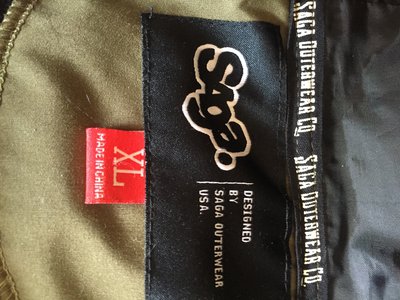 Saga.
DESIGNED
BY
SAGA OUTERWEAR
USA.
XL
MADE IN CHINA
SAGA OUTERWEAR CO.
SAGA OUTERWEAR CO.